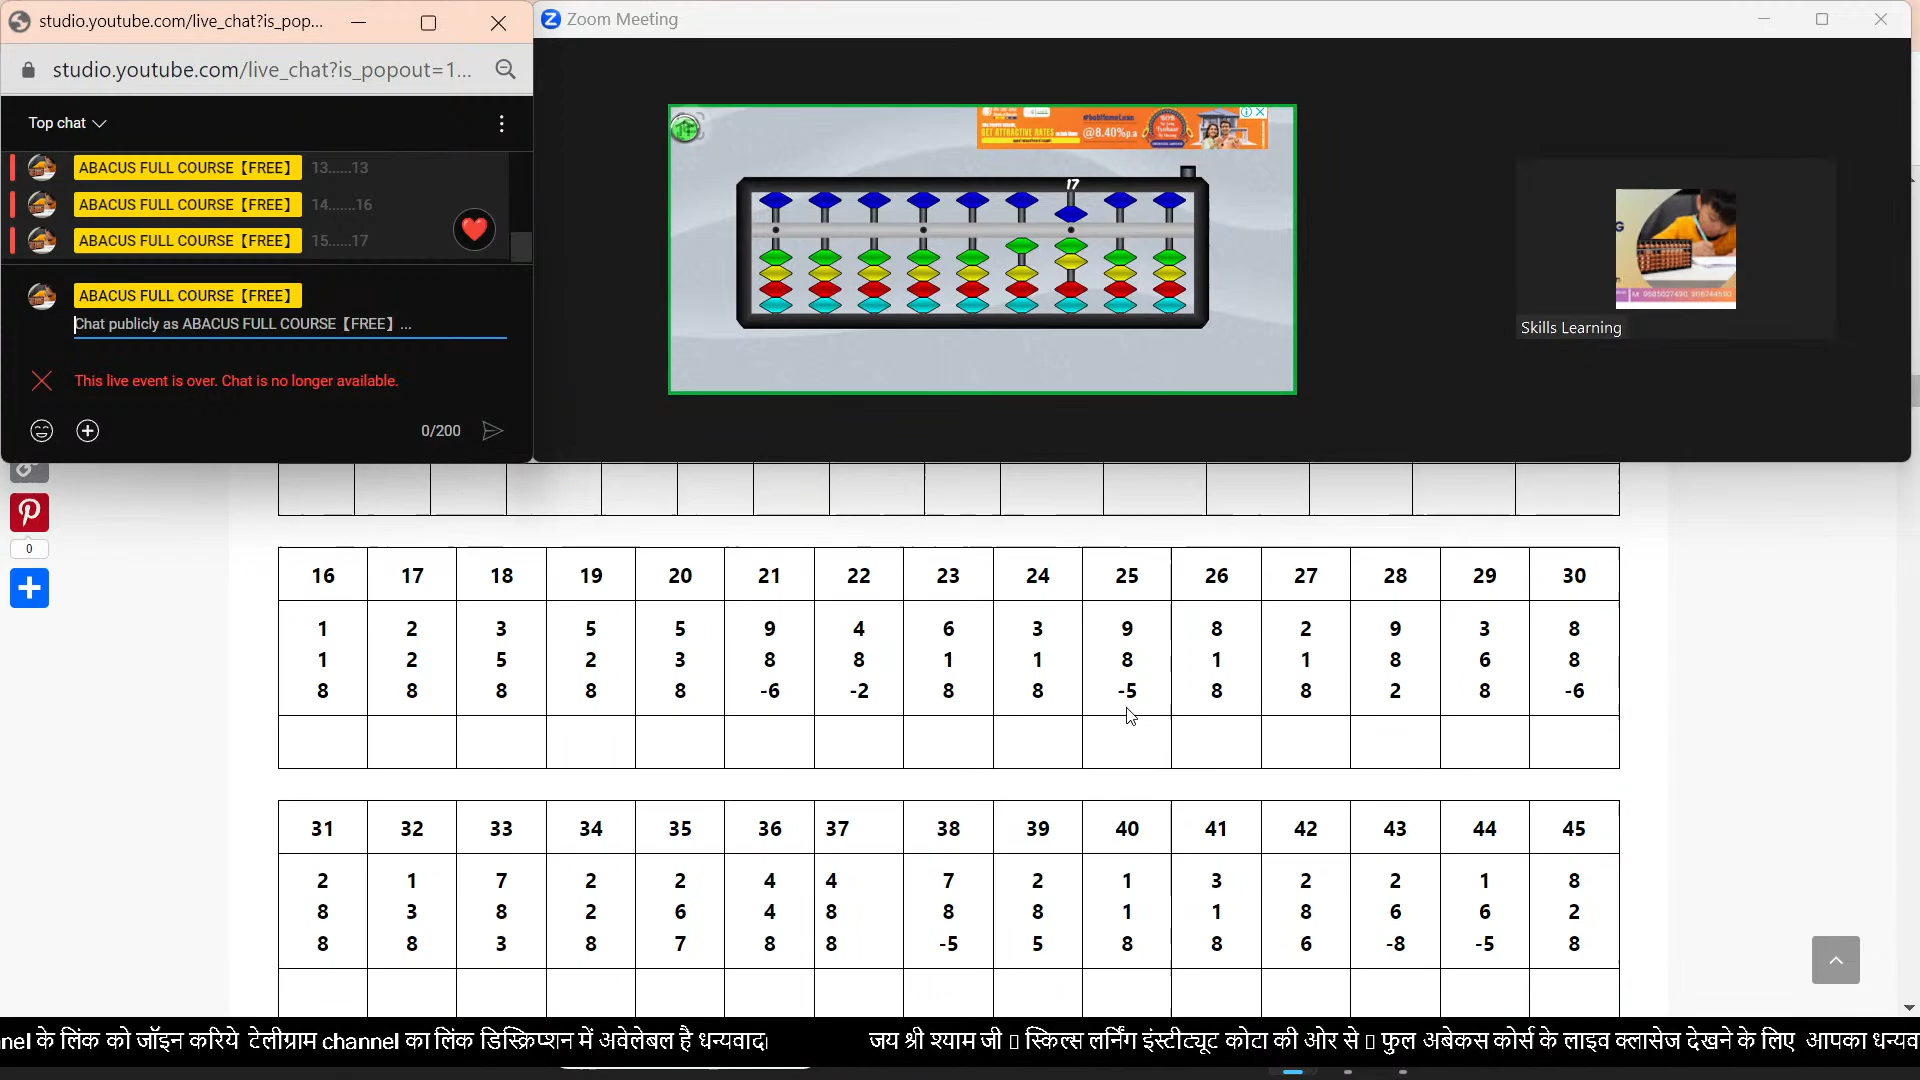 studio.youtube.com/live_chat?is_pop...
studio.youtube.com/live_chat?is_popout=1...
Top chat
ABACUS FULL COURSE【FREE】 13......13
ABACUS FULL COURSE【FREE】 14.......16
ABACUS FULL COURSE【FREE】 15......17
ABACUS FULL COURSE【FREE】
Chat publicly as ABACUS FULL COURSE【FREE】...
This live event is over. Chat is no longer available.
0/200
Zoom Meeting
GET ATTRACTIVE RATES
@8.40%p.a
17
Skills Learning
0
16 17 18 19 20 21 22 23 24 25 26 27 28 29 30
1 2 3 5 5 9 4 6 3 9 8 2 9 3 8
1 2 5 2 3 8 8 1 1 8 1 1 8 6 8
8 8 8 8 8 -6 -2 8 8 -5 8 8 2 8 -6
31 32 33 34 35 36 37 38 39 40 41 42 43 44 45
2 1 7 2 2 4 4 7 2 1 3 2 2 1 8
8 3 8 2 6 4 8 8 8 1 1 8 6 6 2
8 8 3 8 7 8 8 -5 5 8 8 6 -8 -5 8
nel के लिंक को जॉइन करिये टेलीग्राम channel का लिंक डिस्क्रिप्शन में अवेलेबल है धन्यवाद। जय श्री श्याम जी स्किल्स लर्निंग इंस्टीट्यूट कोटा की ओर से फुल अबेकस कोर्स के लाइव क्लासेज देखने के लिए आपका धन्यव